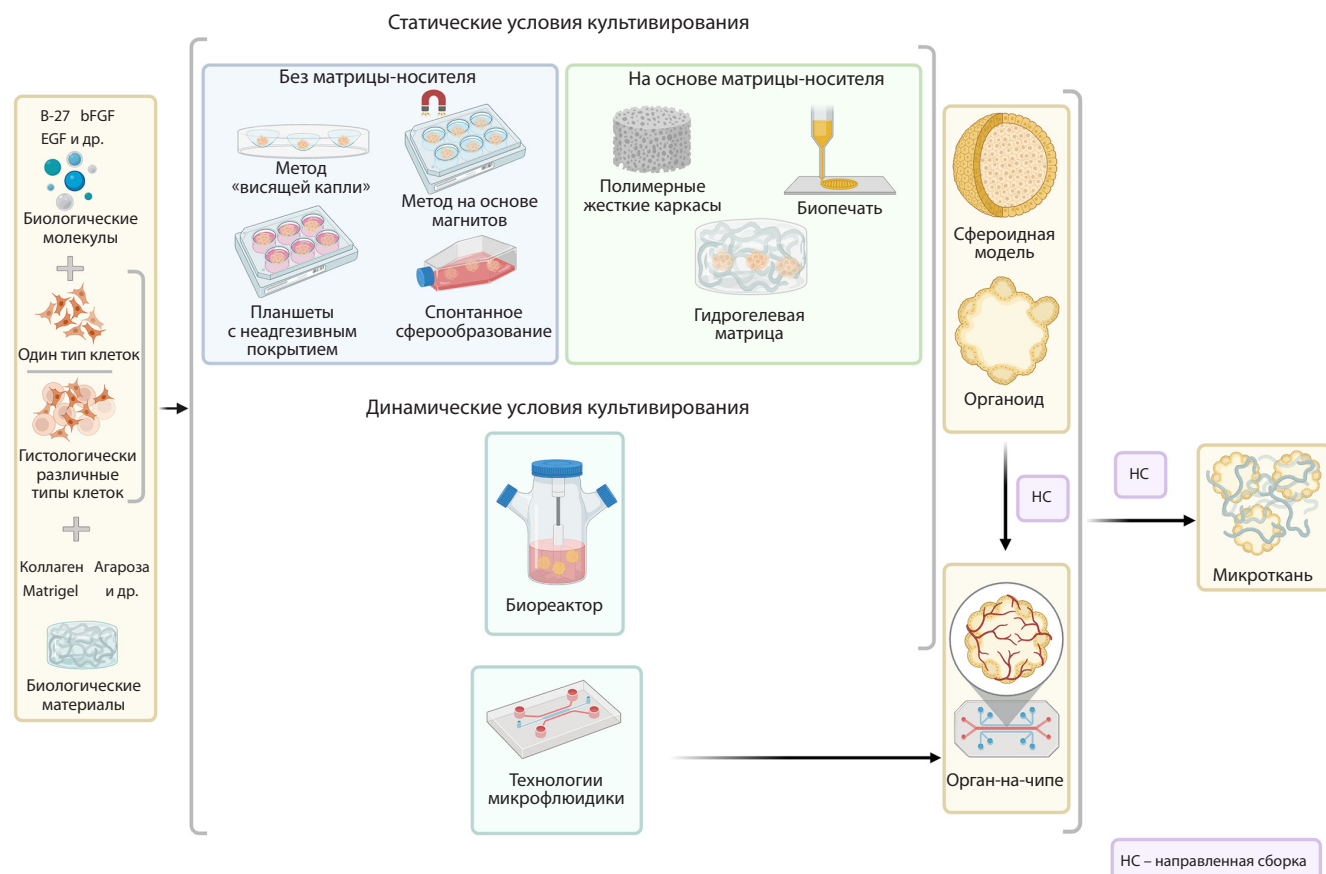 Статические условия культивирования
B-27 bFGF
EGF и др.
Биологические
молекулы
Один тип клеток
Гистологически
различные
типы клеток
Коллаген Агароза
Matrigel и др.
Биологические
материалы
Без матрицы-носителя
Метод
«висящей капли»
Метод на основе
магнитов
Планшеты
с неадгезивным
покрытием
Спонтанное
сферообразование
На основе матрицы-носителя
Полимерные
жесткие каркасы
Биопечать
Гидрогелевая
матрица
Динамические условия культивирования
Биореактор
Технологии
микрофлюидики
Сфероидная
модель
Органоид
НС
Орган-на-чипе
НС
Микроткань
НС – направленная сборка